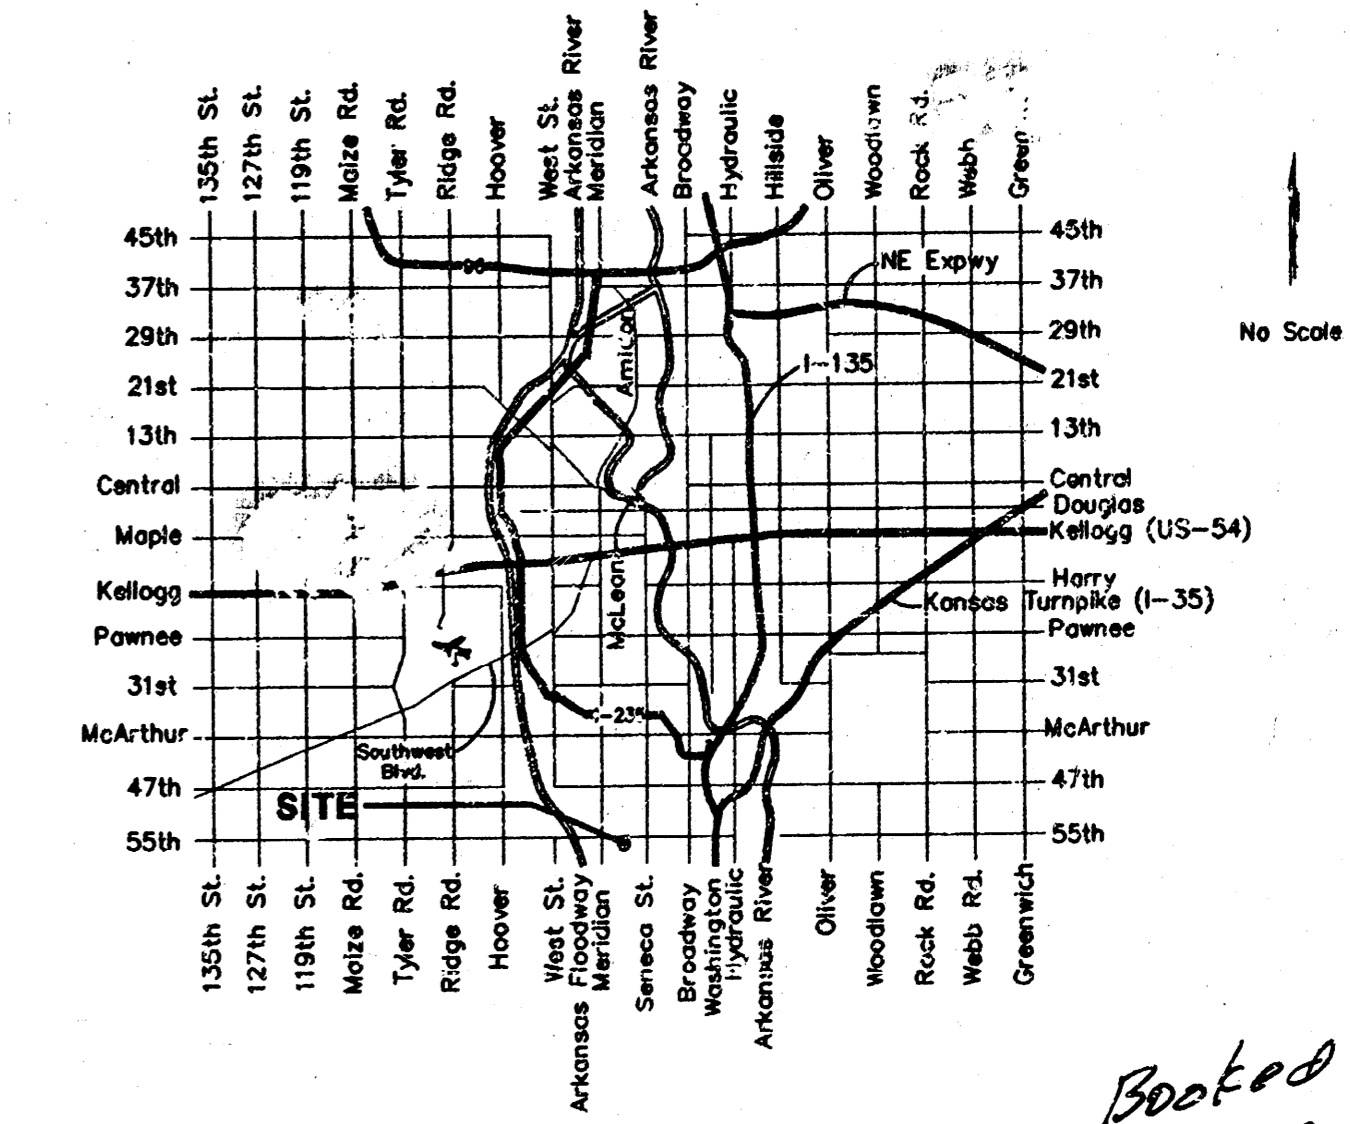 135th St.
127th St.
119th St.
Maize Rd.
Tyler Rd.
Ridge Rd.
Hoover
West St.
Arkansas River
Meridian
Arkansas River
Broadway
Hydraulic
Hillside
Oliver
Woodlawn
Rock Rd.
Webb
Green
45th
45th
NE Expwy
96
37th
37th
29th
29th
No Scale
Amidon
I-135
21st
21st
13th
13th
Central
Central
Douglas
Maple
Kellogg (US-54)
McLean
Harry
Kellogg
Kansas Turnpike (I-35)
Pawnee
Pawnee
31st
31st
I-235
McArthur
McArthur
Southwest
Blvd.
47th
47th
SITE
55th
55th
135th St.
127th St.
119th St.
Maize Rd.
Tyler Rd.
Ridge Rd.
Hoover
West St.
Arkansas Floodway
Meridian
Seneca St.
Broadway
Washington
Hydraulic
Arkansas River
Oliver
Woodlawn
Rock Rd.
Webb Rd.
Greenwich
Booked